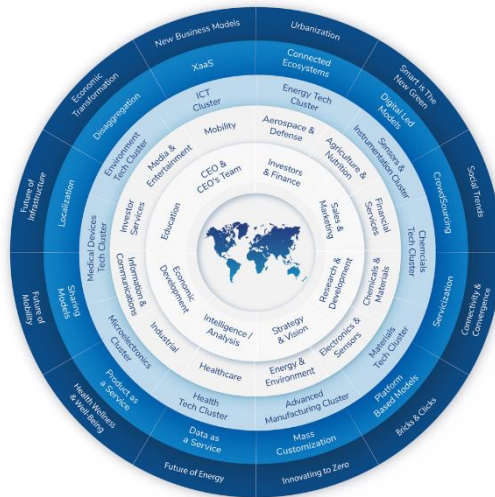 New Business Models
Urbanization
Smart is The
New Green
Social Trends
Connectivity &
Convergence
Bricks & Clicks
Innovating to Zero
Future of Energy
Health Wellness
& Well Being
Future of
Mobility
Future of
Infrastructure
Economic
Transformation
XaaS
Connected
Ecosystems
Digital Led
Models
CrowdSourcing
Servicization
Platform
Based Models
Mass
Customization
Data as
a Service
Product as
a Service
Sharing
Models
Localization
Disaggregation
ICT
Cluster
Energy Tech
Cluster
Sensors &
Instrumentation Cluster
Chemcials
Tech Cluster
Materials
Tech Cluster
Advanced
Manufacturing Cluster
Health
Tech Cluster
Microelectronics
Cluster
Medical Devices
Tech Cluster
Environment
Tech Cluster
Mobility
Aerospace &
Defense
Agriculture &
Nutrition
Financial
Services
Chemicals &
Materials
Electronics &
Sensors
Energy &
Environment
Healthcare
Industrial
Information &
Communications
Investor
Services
Media &
Entertainment
CEO &
CEO's Team
Investors
& Finance
Sales &
Marketing
Research &
Development
Strategy
& Vision
Intelligence /
Analysis
Economic
Development
Education